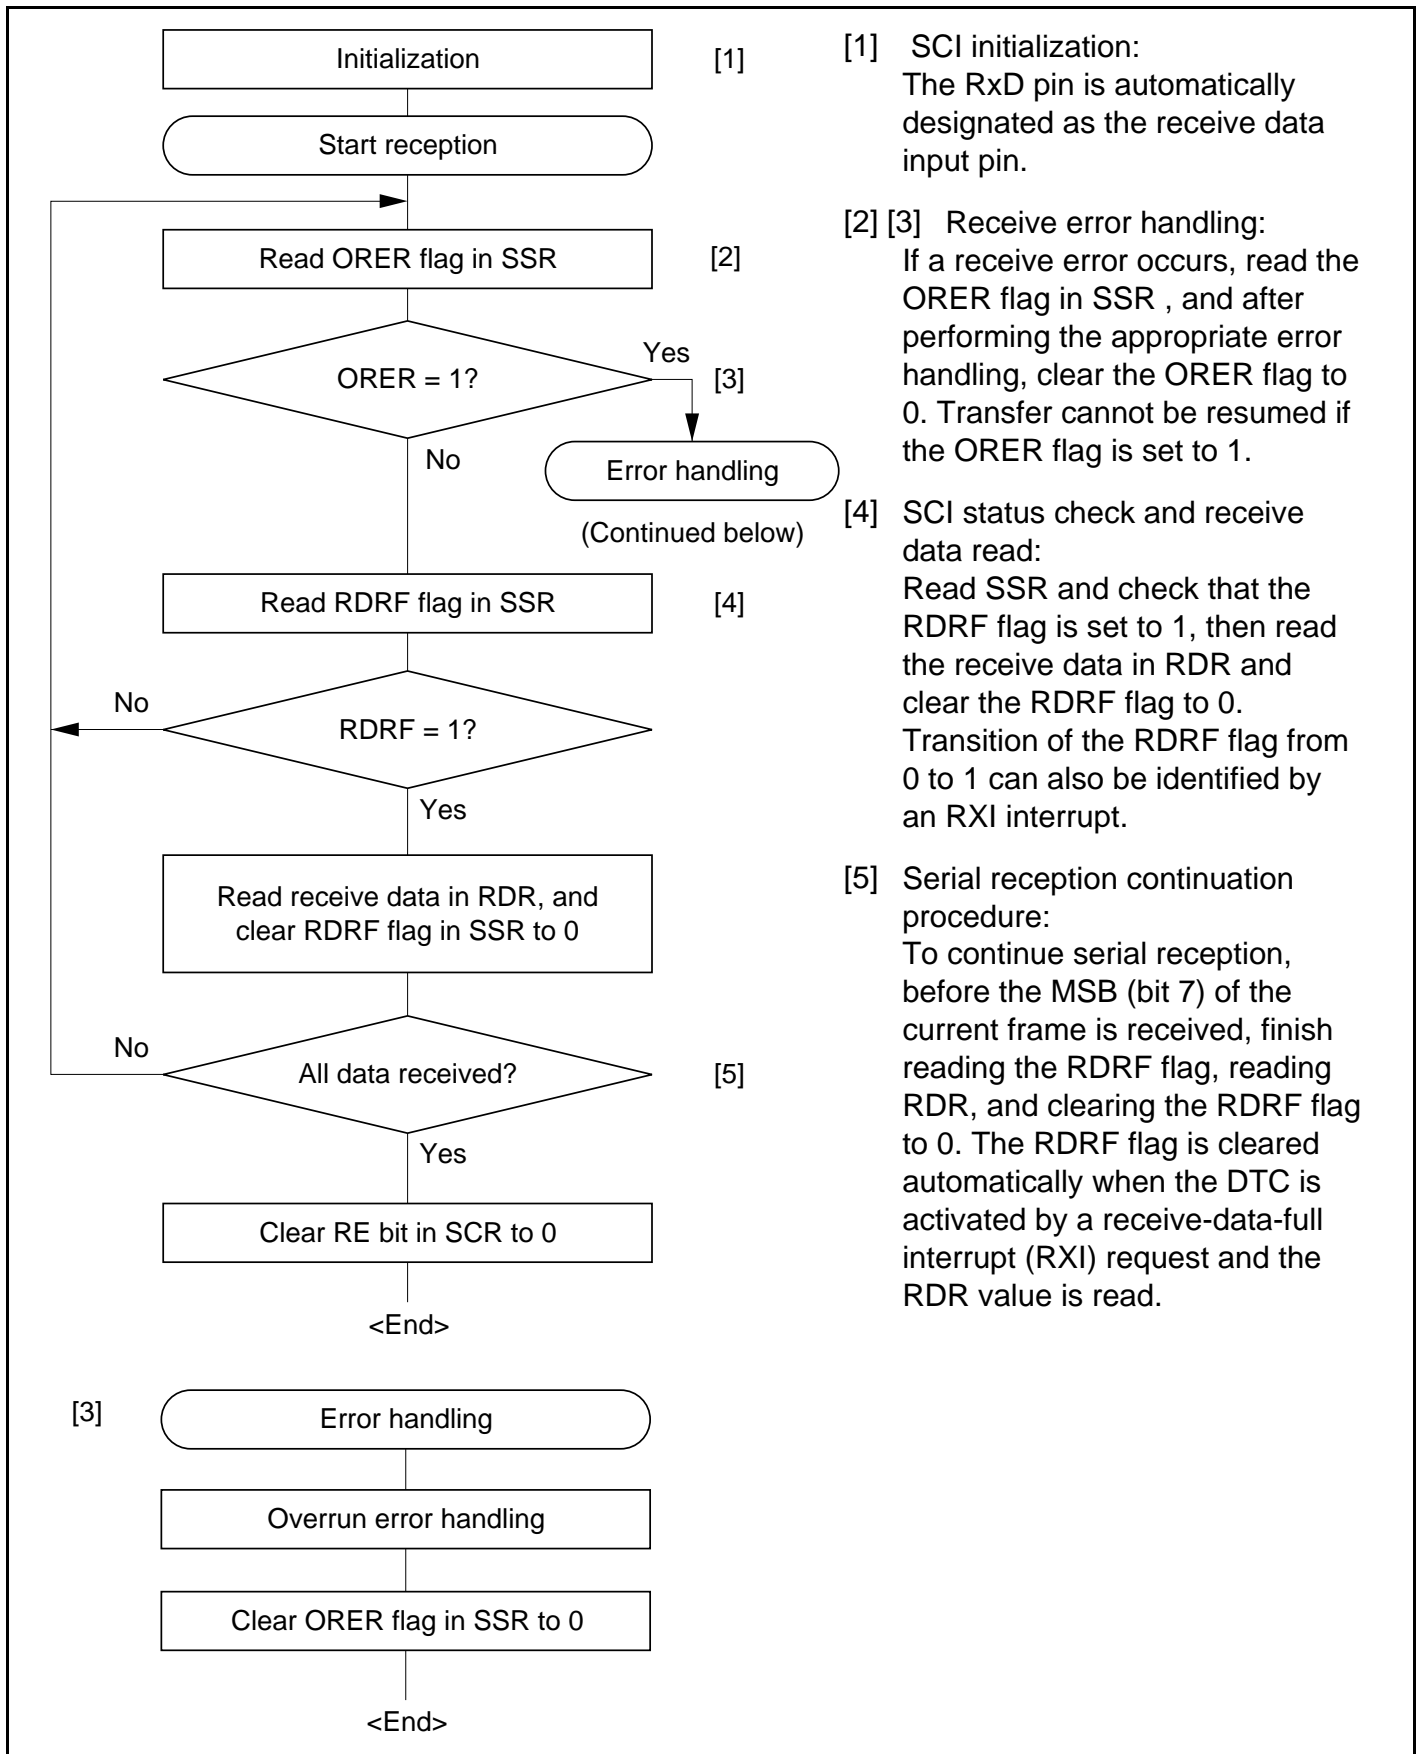 Initialization
[1]
Start reception
Read ORER flag in SSR
[2]
ORER = 1?
Yes
[3]
No
Error handling
(Continued below)
Read RDRF flag in SSR
[4]
No
RDRF = 1?
Yes
Read receive data in RDR, and
clear RDRF flag in SSR to 0
No
All data received?
[5]
Yes
Clear RE bit in SCR to 0
<End>
[3]
Error handling
Overrun error handling
Clear ORER flag in SSR to 0
<End>
[1] SCI initialization:
The RxD pin is automatically
designated as the receive data
input pin.
[2] [3] Receive error handling:
If a receive error occurs, read the
ORER flag in SSR , and after
performing the appropriate error
handling, clear the ORER flag to
0. Transfer cannot be resumed if
the ORER flag is set to 1.
[4] SCI status check and receive
data read:
Read SSR and check that the
RDRF flag is set to 1, then read
the receive data in RDR and
clear the RDRF flag to 0.
Transition of the RDRF flag from
0 to 1 can also be identified by
an RXI interrupt.
[5] Serial reception continuation
procedure:
To continue serial reception,
before the MSB (bit 7) of the
current frame is received, finish
reading the RDRF flag, reading
RDR, and clearing the RDRF flag
to 0. The RDRF flag is cleared
automatically when the DTC is
activated by a receive-data-full
interrupt (RXI) request and the
RDR value is read.